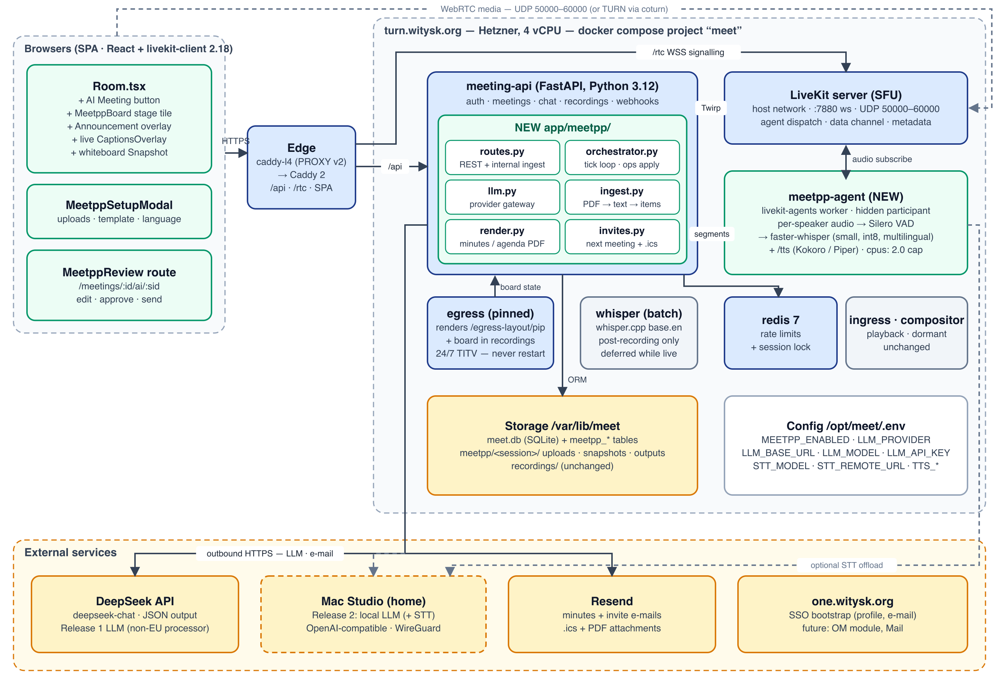 WebRTC media — UDP 50000–60000 (or TURN via coturn)
turn.witysk.org — Hetzner, 4 vCPU — docker compose project “meet”
Browsers (SPA · React + livekit-client 2.18)
Room.tsx
+ AI Meeting button
+ MeetppBoard stage tile
+ Announcement overlay
+ live CaptionsOverlay
+ whiteboard Snapshot
MeetppSetupModal
uploads · template · language
MeetppReview route
/meetings/:id/ai/:sid
edit · approve · send
HTTPS
Edge
caddy-l4 (PROXY v2)
→ Caddy 2
/api · /rtc · SPA
/rtc WSS signalling
/api
meeting-api (FastAPI, Python 3.12)
auth · meetings · chat · recordings · webhooks
NEW app/meetpp/
routes.py
REST + internal ingest
orchestrator.py
tick loop · ops apply
llm.py
provider gateway
ingest.py
PDF → text → items
render.py
minutes / agenda PDF
invites.py
next meeting + .ics
Twirp
LiveKit server (SFU)
host network · :7880 ws · UDP 50000–60000
agent dispatch · data channel · metadata
audio subscribe
segments
meetpp-agent (NEW)
livekit-agents worker · hidden participant
per-speaker audio → Silero VAD
→ faster-whisper (small, int8, multilingual)
+ /tts (Kokoro / Piper) · cpus: 2.0 cap
board state
egress (pinned)
renders /egress-layout/pip
+ board in recordings
24/7 TITV — never restart
whisper (batch)
whisper.cpp base.en
post-recording only
deferred while live
redis 7
rate limits
+ session lock
ingress · compositor
playback · dormant
unchanged
ORM
Storage /var/lib/meet
meet.db (SQLite) + meetpp_* tables
meetpp/<session>/ uploads · snapshots · outputs
recordings/ (unchanged)
Config /opt/meet/.env
MEETPP_ENABLED · LLM_PROVIDER
LLM_BASE_URL · LLM_MODEL · LLM_API_KEY
STT_MODEL · STT_REMOTE_URL · TTS_*
External services
outbound HTTPS — LLM · e-mail
optional STT offload
DeepSeek API
deepseek-chat · JSON output
Release 1 LLM (non-EU processor)
Mac Studio (home)
Release 2: local LLM (+ STT)
OpenAI-compatible · WireGuard
Resend
minutes + invite e-mails
.ics + PDF attachments
one.witysk.org
SSO bootstrap (profile, e-mail)
future: OM module, Mail